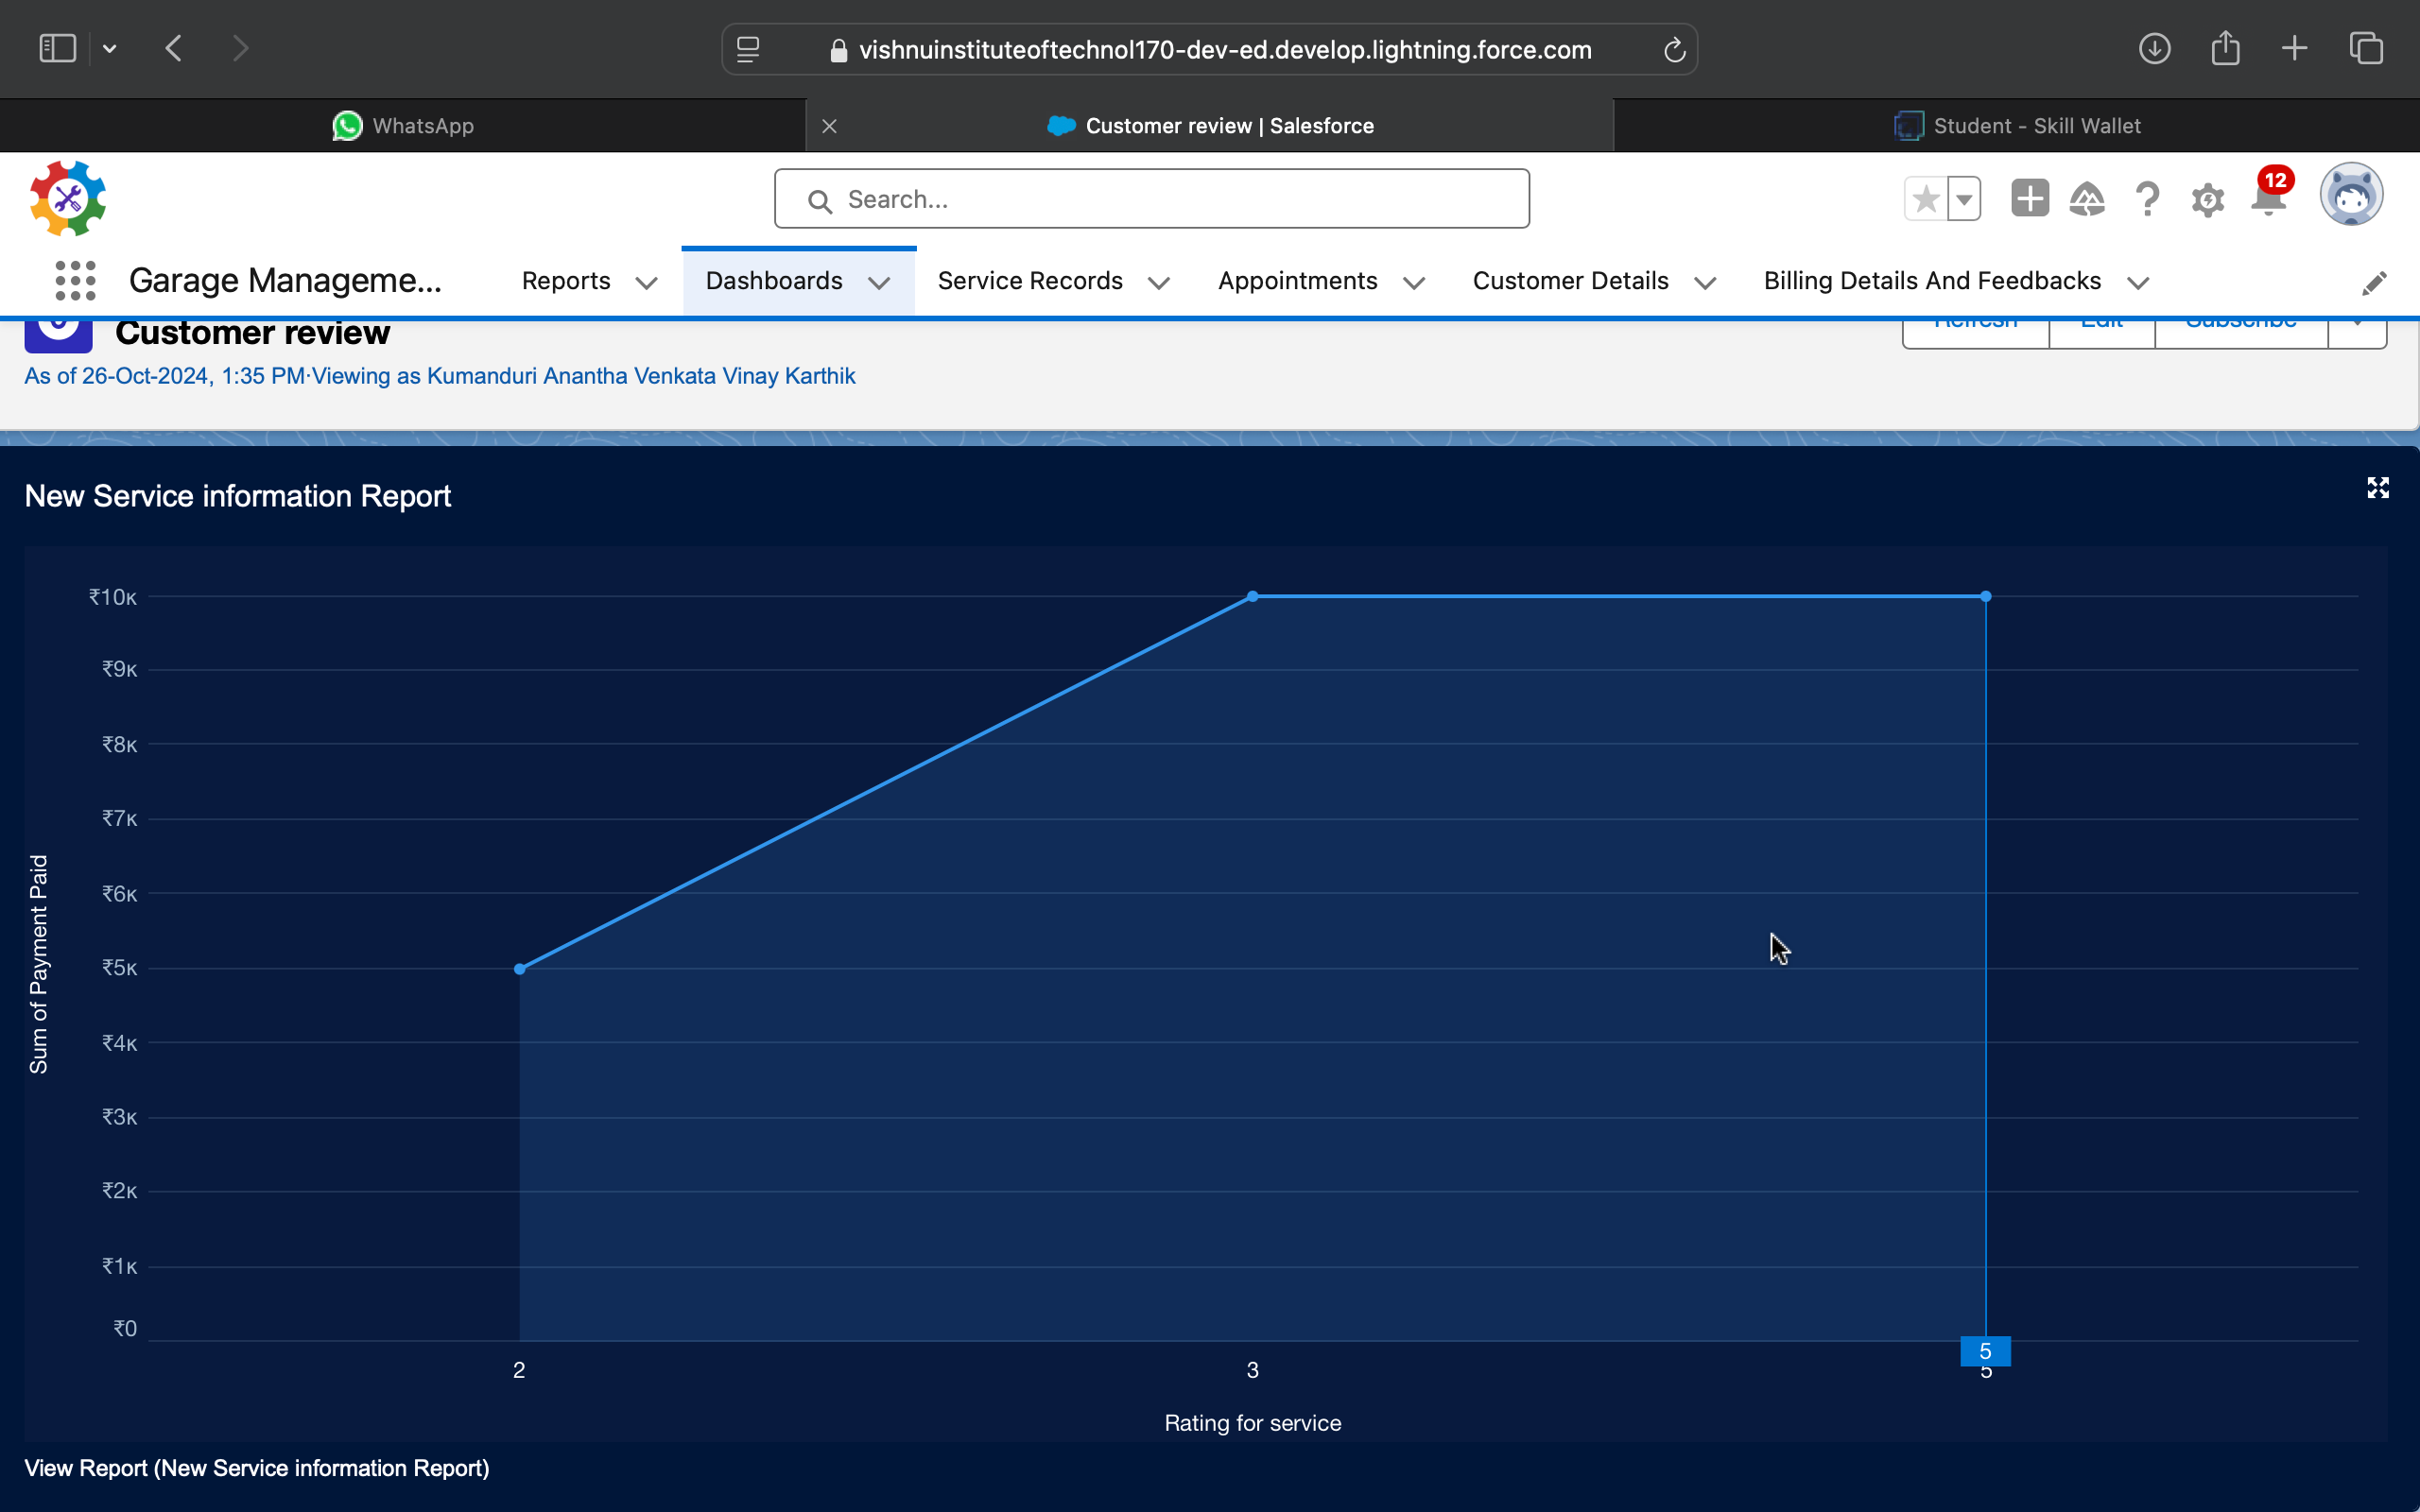 vishnuinstituteoftechnol170-dev-ed.develop.lightning.force.com
WhatsApp
Customer review | Salesforce
Student - Skill Wallet
Search...
12
Garage Manageme...
Reports
Dashboards
Service Records
Appointments
Customer Details
Billing Details And Feedbacks
Customer review
Refresh
Edit
Subscribe
As of 26-Oct-2024, 1:35 PM·Viewing as Kumanduri Anantha Venkata Vinay Karthik
New Service information Report
Sum of Payment Paid
₹10K
₹9K
₹8K
₹7K
₹6K
₹5K
₹4K
₹3K
₹2K
₹1K
₹0
5
2
3
5
Rating for service
View Report (New Service information Report)